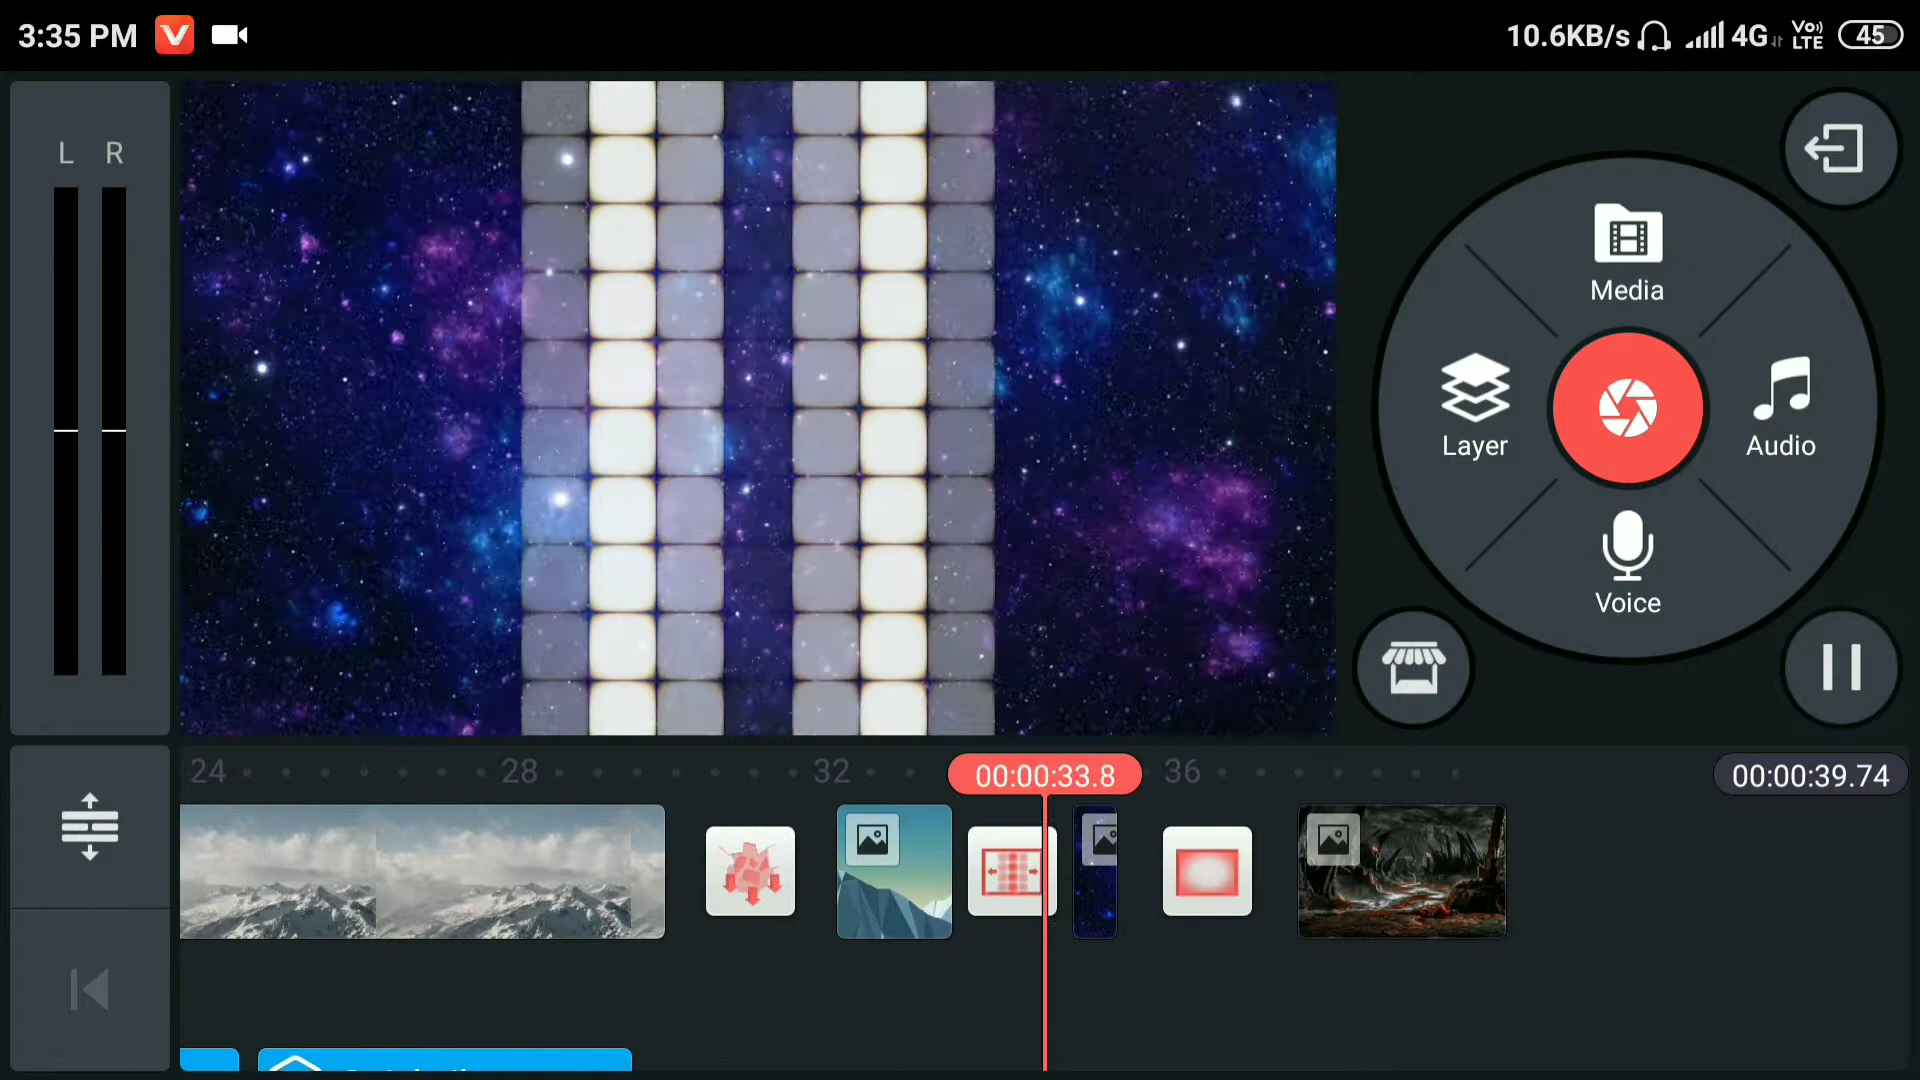 3:35 PM
10.6KB/s 4G Vo)) LTE 45
L R
Media
Layer
Audio
Voice
24 28 32 00:00:33.8 36 00:00:39.74